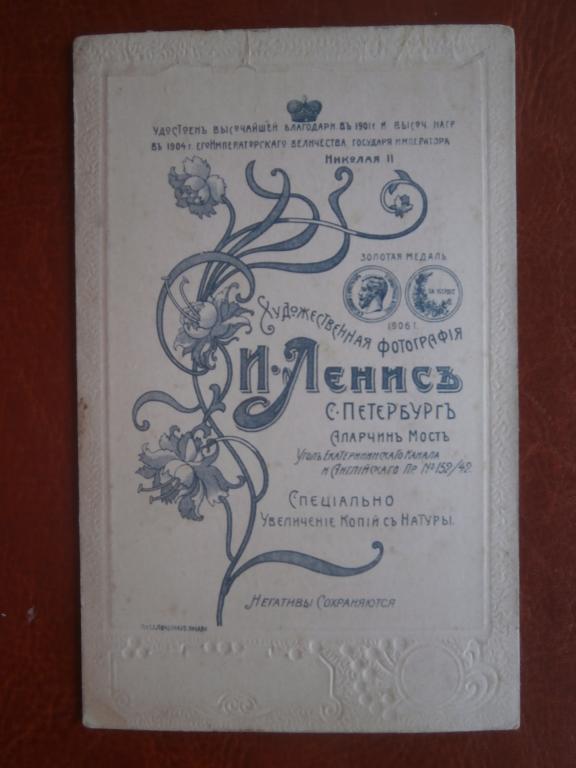 Удостоенъ Высочайшей благодарн. въ 1901 г. и высоч. нагр
въ 1904 г. Его Императорскаго Величества Государя Императора
Николая II
Золотая медаль
За усерд
1906 г.
Художественная фотографія
И. Ленисъ
С. Петербургъ
Аларчинъ Мостъ
Уголъ Екатерининскаго Канала
и Англійскаго Пр. № 152/42.
Спеціально
Увеличеніе Копій съ Натуры.
Негативы Сохраняются